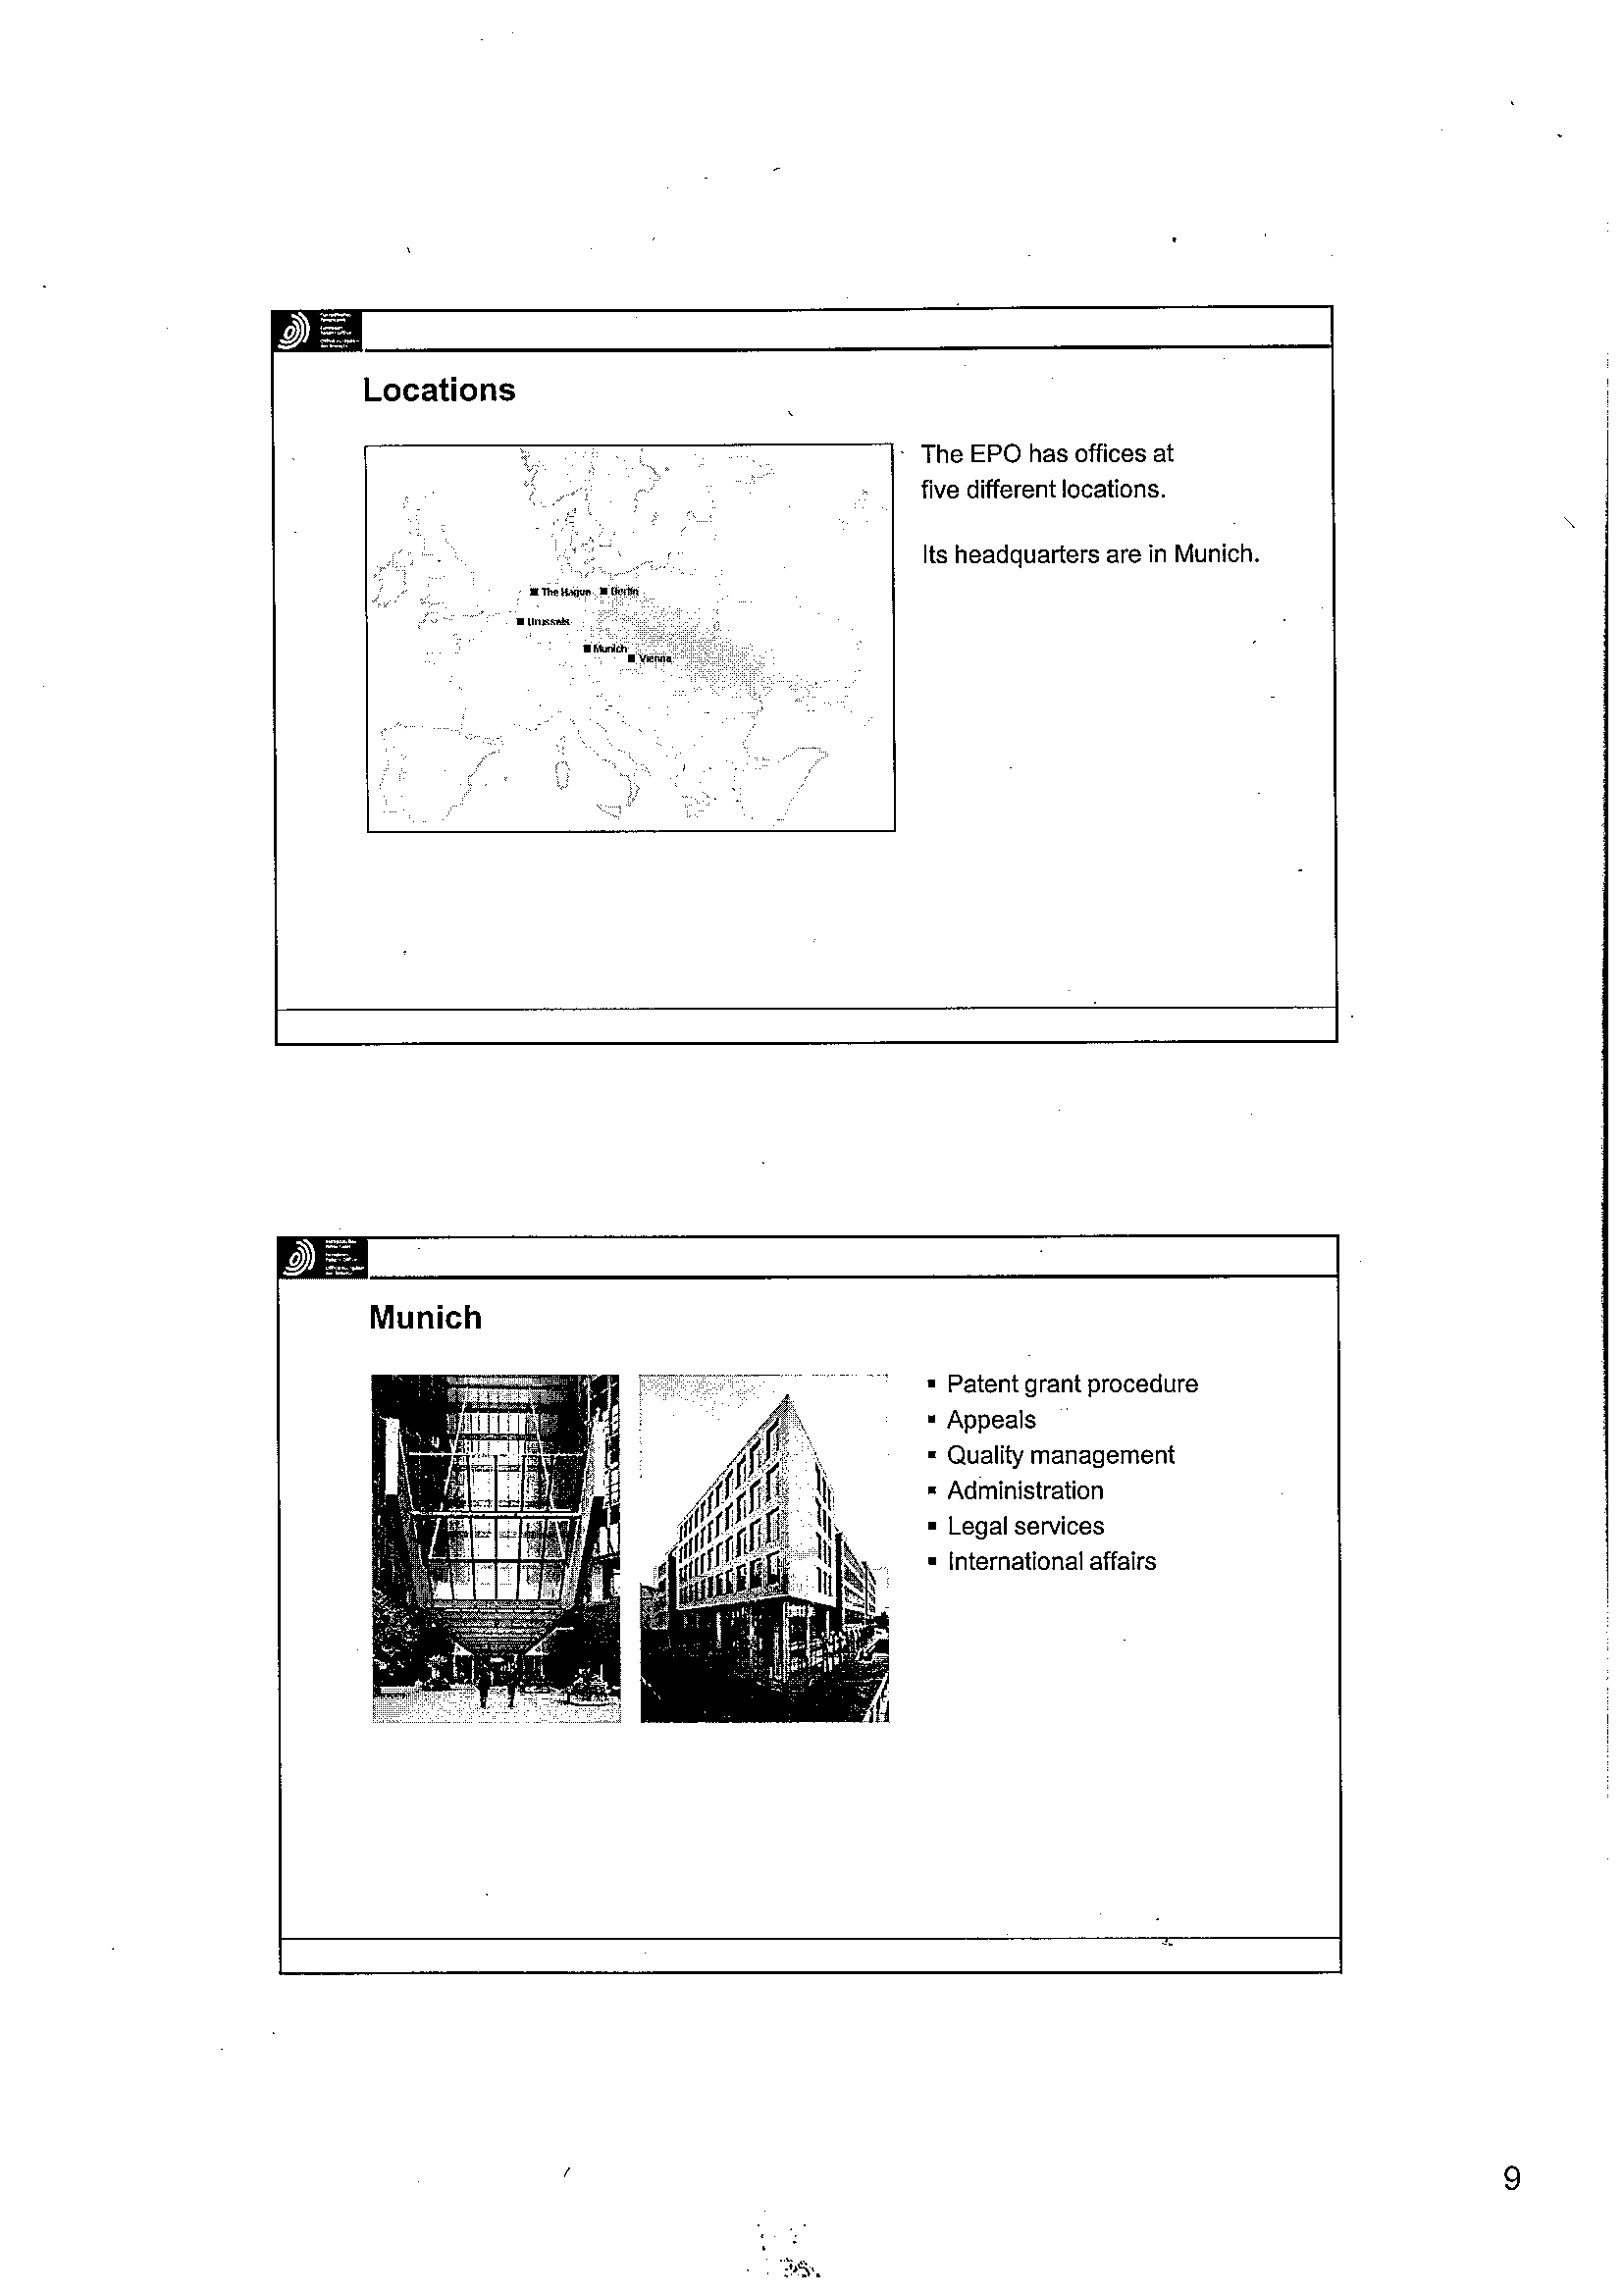 Locations
The EPO has offices at
five different locations.
Its headquarters are in Munich.
The Hague
Berlin
Brussels
Munich
Vienna
Munich
▪ Patent grant procedure
▪ Appeals
▪ Quality management
▪ Administration
▪ Legal services
▪ International affairs
9